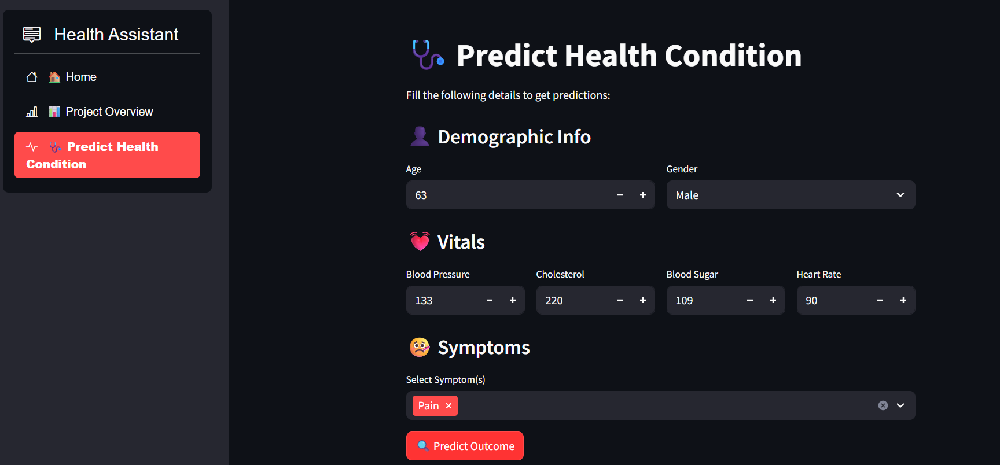 Health Assistant
Home
Project Overview
Predict Health
Condition
Predict Health Condition
Fill the following details to get predictions:
Demographic Info
Age
Gender
63
Male
Vitals
Blood Pressure
Cholesterol
Blood Sugar
Heart Rate
133
220
109
90
Symptoms
Select Symptom(s)
Pain
Predict Outcome